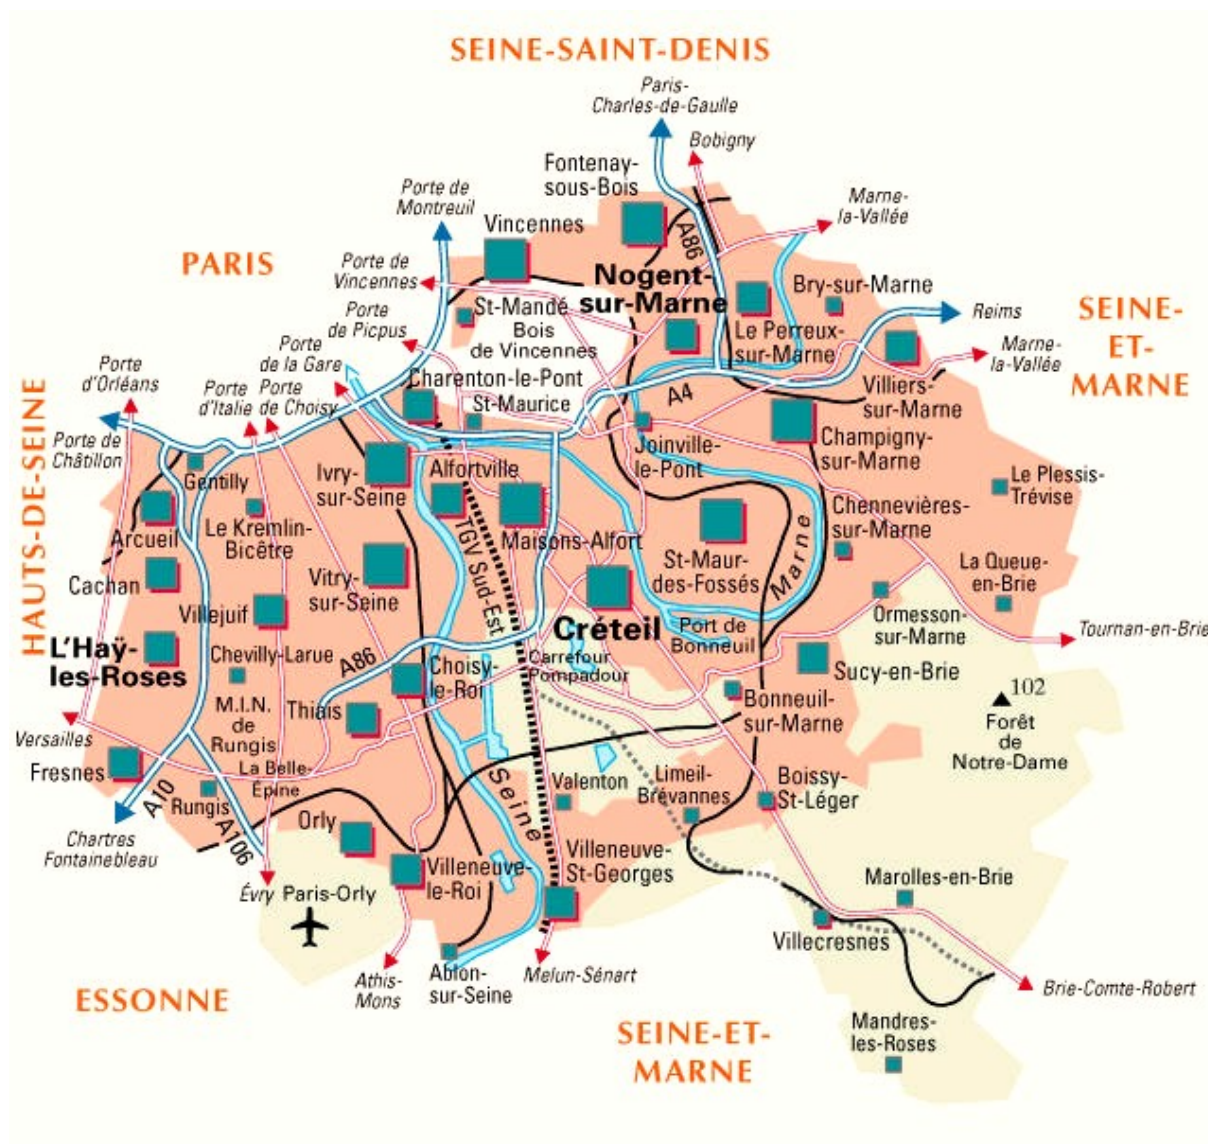 SEINE-SAINT-DENIS
Paris-
Charles-de-Gaulle
Bobigny
Fontenay-
sous-Bois
Porte de
Montreuil
Marne-
la-Vallée
Vincennes
A86
PARIS
Porte de
Vincennes
Nogent-
sur-Marne
Bry-sur-Marne
St-Mandé
Bois
de Vincennes
Porte
de Picpus
Le Perreux-
sur-Marne
Reims
SEINE-
ET-
MARNE
Marne-
la-Vallée
Porte
de la Gare
Porte
d'Orléans
Porte
d'Italie
Porte
de Choisy
Charenton-le-Pont
St-Maurice
A4
Villiers-
sur-Marne
HAUTS-DE-SEINE
Porte de
Châtillon
Gentilly
Ivry-
sur-Seine
Alfortville
Joinville-
le-Pont
Champigny-
sur-Marne
Le Plessis-
Trévise
Arcueil
Le Kremlin-
Bicêtre
TGV Sud-Est
Maisons-Alfort
Chennevières-
sur-Marne
Marne
St-Maur-
des-Fossés
Cachan
Vitry-
sur-Seine
La Queue-
en-Brie
Villejuif
Créteil
Port de
Bonneuil
Ormesson-
sur-Marne
Tournan-en-Brie
L'Haÿ-
les-Roses
Chevilly-Larue
A86
Choisy-
le-Roi
Carrefour
Pompadour
Sucy-en-Brie
M.I.N.
de
Rungis
Thiais
Bonneuil-
sur-Marne
102
Forêt
de
Notre-Dame
Versailles
Fresnes
La Belle-
Épine
Seine
Valenton
Limeil-
Brévannes
Boissy-
St-Léger
A10
Rungis
Orly
A106
Chartres
Fontainebleau
Villeneuve-
le-Roi
Villeneuve-
St-Georges
Évry
Paris-Orly
Marolles-en-Brie
Villecresnes
Athis-
Mons
Ablon-
sur-Seine
Melun-Sénart
Brie-Comte-Robert
ESSONNE
SEINE-ET-
MARNE
Mandres-
les-Roses